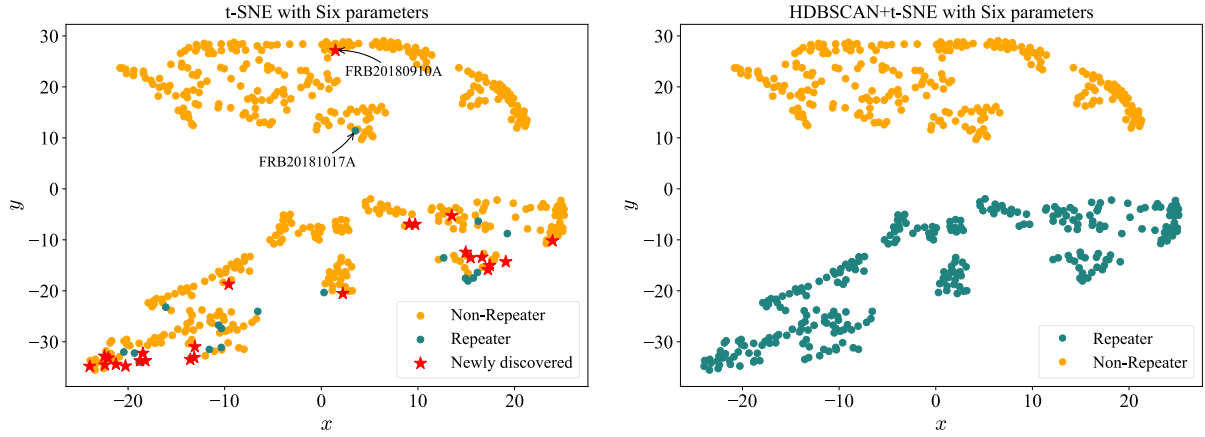 t-SNE with Six parameters
30
20
10
0
−10
−20
−30
y
−20
−10
0
10
20
x
FRB20180910A
FRB20181017A
Non-Repeater
Repeater
Newly discovered
HDBSCAN+t-SNE with Six parameters
30
20
10
0
−10
−20
−30
y
−20
−10
0
10
20
x
Repeater
Non-Repeater